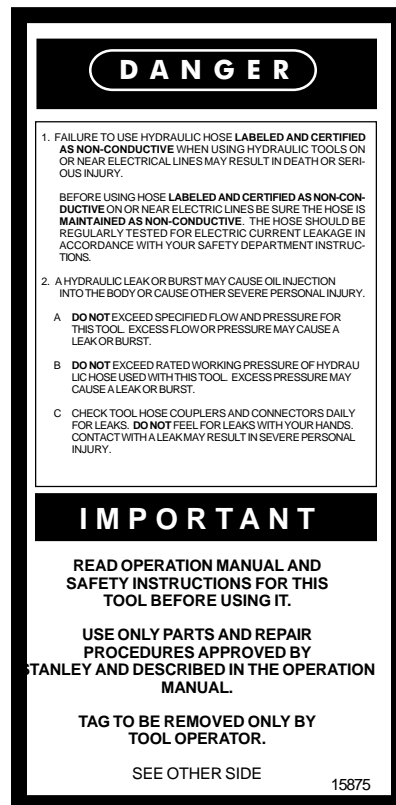 DANGER
1. FAILURE TO USE HYDRAULIC HOSE LABELED AND CERTIFIED
AS NON-CONDUCTIVE WHEN USING HYDRAULIC TOOLS ON
OR NEAR ELECTRICAL LINES MAY RESULT IN DEATH OR SERI-
OUS INJURY.
BEFORE USING HOSE LABELED AND CERTIFIED AS NON-CON-
DUCTIVE ON OR NEAR ELECTRIC LINES BE SURE THE HOSE IS
MAINTAINED AS NON-CONDUCTIVE. THE HOSE SHOULD BE
REGULARLY TESTED FOR ELECTRIC CURRENT LEAKAGE IN
ACCORDANCE WITH YOUR SAFETY DEPARTMENT INSTRUC-
TIONS.
2. A HYDRAULIC LEAK OR BURST MAY CAUSE OIL INJECTION
INTO THE BODY OR CAUSE OTHER SEVERE PERSONAL INJURY.
A DO NOT EXCEED SPECIFIED FLOW AND PRESSURE FOR
THIS TOOL. EXCESS FLOW OR PRESSURE MAY CAUSE A
LEAK OR BURST.
B DO NOT EXCEED RATED WORKING PRESSURE OF HYDRAU
LIC HOSE USED WITH THIS TOOL. EXCESS PRESSURE MAY
CAUSE A LEAK OR BURST.
C CHECK TOOL HOSE COUPLERS AND CONNECTORS DAILY
FOR LEAKS. DO NOT FEEL FOR LEAKS WITH YOUR HANDS.
CONTACT WITH A LEAK MAY RESULT IN SEVERE PERSONAL
INJURY.
IMPORTANT
READ OPERATION MANUAL AND
SAFETY INSTRUCTIONS FOR THIS
TOOL BEFORE USING IT.
USE ONLY PARTS AND REPAIR
PROCEDURES APPROVED BY
STANLEY AND DESCRIBED IN THE OPERATION
MANUAL.
TAG TO BE REMOVED ONLY BY
TOOL OPERATOR.
SEE OTHER SIDE
15875